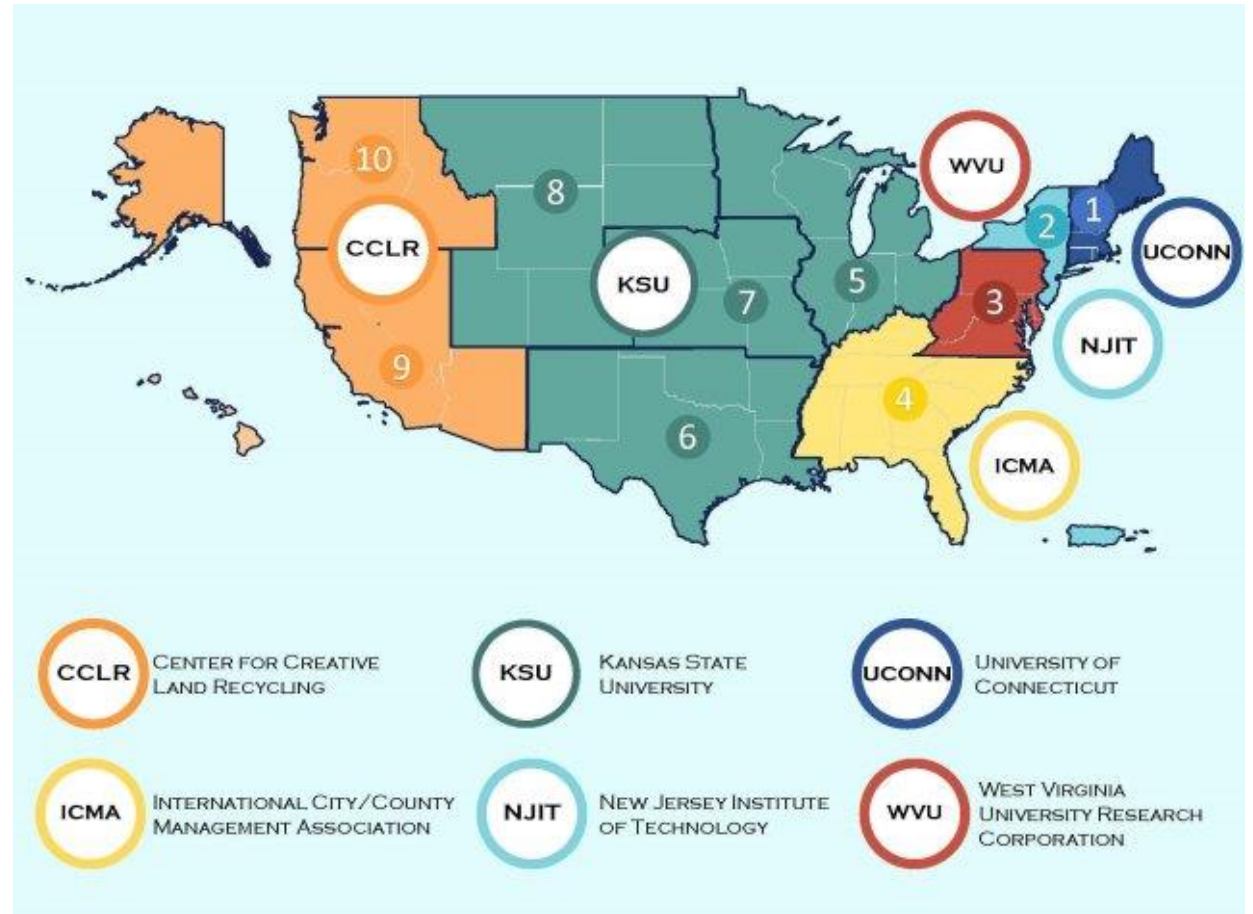 WVU
10
1
8
2
CCLR
UCONN
KSU
5
7
3
NJIT
9
4
6
ICMA
CCLR
CENTER FOR CREATIVE
LAND RECYCLING
KSU
KANSAS STATE
UNIVERSITY
UCONN
UNIVERSITY OF
CONNECTICUT
ICMA
INTERNATIONAL CITY/COUNTY
MANAGEMENT ASSOCIATION
NJIT
NEW JERSEY INSTITUTE
OF TECHNOLOGY
WVU
WEST VIRGINIA
UNIVERSITY RESEARCH
CORPORATION